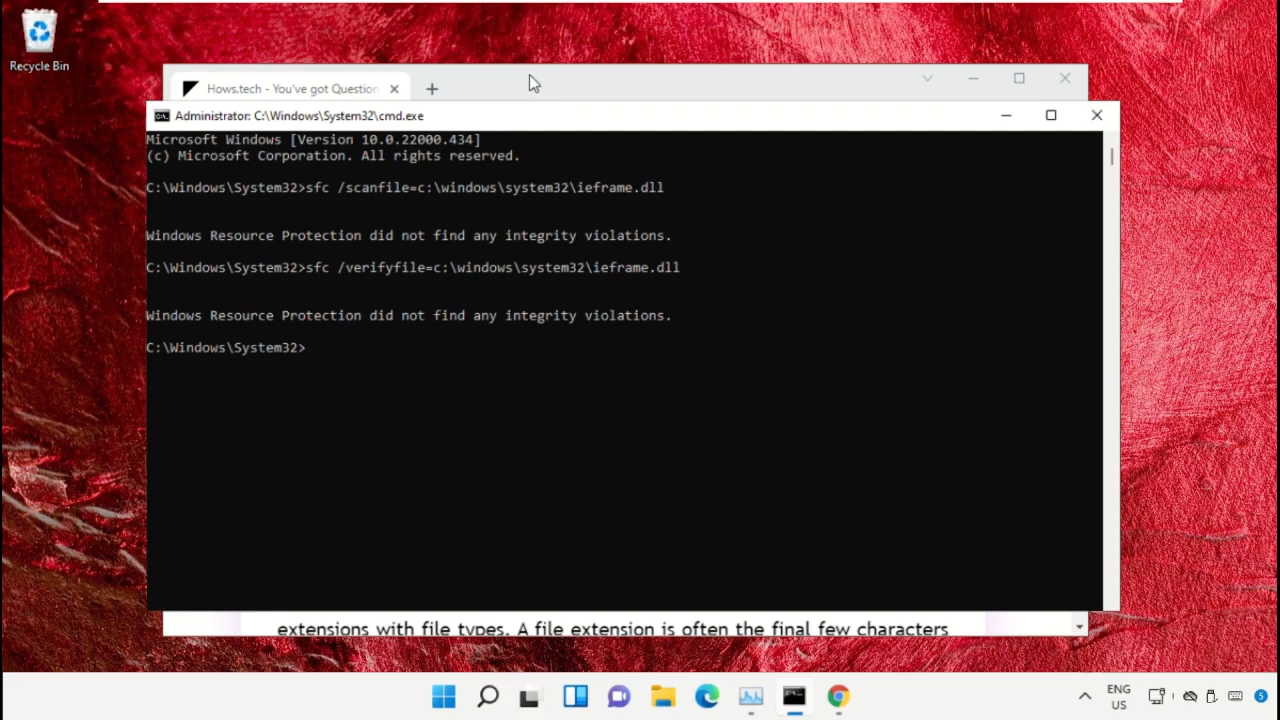 Recycle Bin
Hows.tech - You've got Question
Administrator: C:\Windows\System32\cmd.exe
Microsoft Windows [Version 10.0.22000.434]
(c) Microsoft Corporation. All rights reserved.
C:\Windows\System32>sfc /scanfile=c:\windows\system32\ieframe.dll
Windows Resource Protection did not find any integrity violations.
C:\Windows\System32>sfc /verifyfile=c:\windows\system32\ieframe.dll
Windows Resource Protection did not find any integrity violations.
C:\Windows\System32>
extensions with file types. A file extension is often the final few characters
ENG
US
5